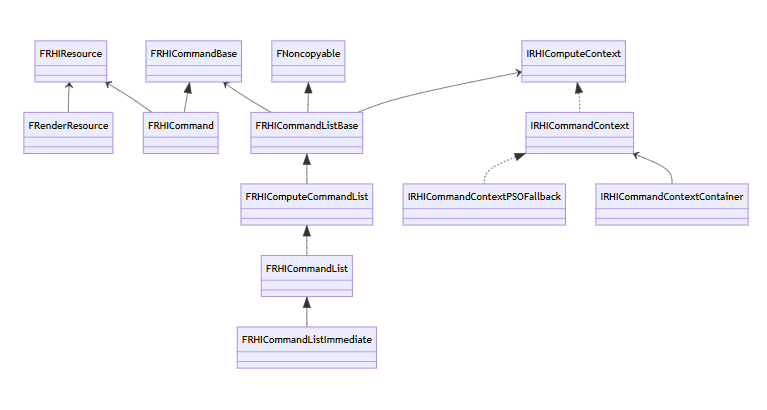 FRHIResource
FRHICommandBase
FNoncopyable
IRHIComputeContext
FRenderResource
FRHICommand
FRHICommandListBase
IRHICommandContext
FRHIComputeCommandList
IRHICommandContextPSOFallback
IRHICommandContextContainer
FRHICommandList
FRHICommandListImmediate